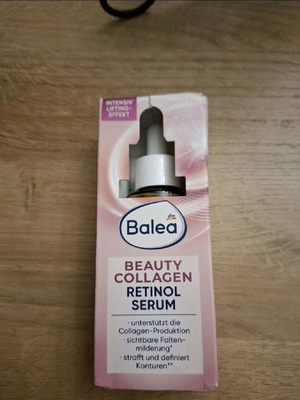 INTENSIV
LIFTING-
EFFEKT
dm
Balea
BEAUTY
COLLAGEN
RETINOL
SERUM
· unterstützt die
Collagen-Produktion
· sichtbare Falten-
milderung*
· strafft und definiert
Konturen**